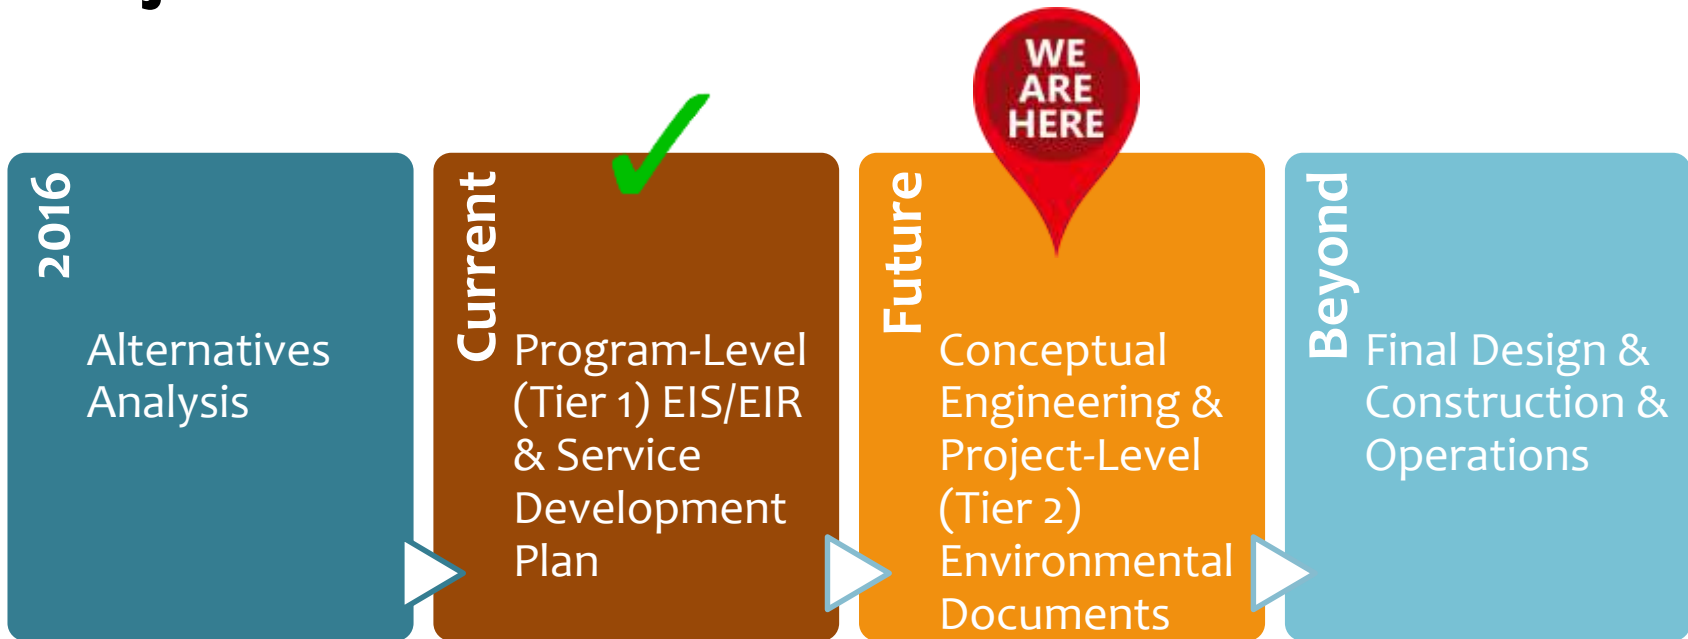 WE
ARE
HERE
2016
Alternatives
Analysis
Current
Program-Level
(Tier 1) EIS/EIR
& Service
Development
Plan
Future
Conceptual
Engineering &
Project-Level
(Tier 2)
Environmental
Documents
Beyond
Final Design &
Construction &
Operations